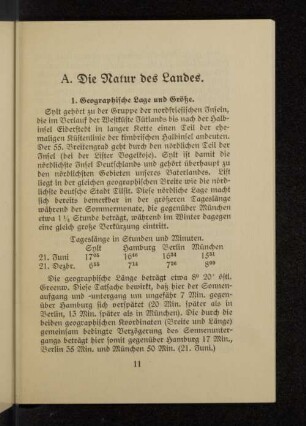 A. Die Natur des Landes.
1. Geographische Lage und Größe.
Sylt gehört zu der Gruppe der nordfriesischen Inseln,
die im Verlauf der Westküste Jütlands bis nach der Halb-
insel Eiderstedt in langer Kette einen Teil der ehe-
maligen Küstenlinie der kimbrischen Halbinsel andeuten.
Der 55. Breitengrad geht durch den nördlichen Teil der
Insel (bei der Lister Vogelkoje). Sylt ist damit die
nördlichste Insel Deutschlands und gehört überhaupt zu
den nördlichsten Gebieten unseres Vaterlandes. List
liegt in der gleichen geographischen Breite wie die nörd-
lichste deutsche Stadt Tilsit. Diese nördliche Lage macht
sich bereits bemerkbar in der größeren Tageslänge
während der Sommermonate, die gegenüber München
etwa 1 ¼ Stunde beträgt, während im Winter dagegen
eine gleich große Verkürzung eintritt.
Tageslänge in Stunden und Minuten.
Sylt Hamburg Berlin München
21. Juni
21. Dezbr.
Die geographische Länge beträgt etwa 8° 20' östl.
Greenw. Diese Tatsache bewirkt, daß hier der Sonnen-
aufgang und -untergang um ungefähr 7 Min. gegen-
über Hamburg sich verspätet (20 Min. später als in
Berlin, 13 Min. später als in München). Die durch die
beiden geographischen Koordinaten (Breite und Länge)
gemeinsam bedingte Verzögerung des Sonnenunter-
gangs beträgt hier somit gegenüber Hamburg 17 Min.,
Berlin 35 Min. und München 50 Min. (21. Juni.)
11